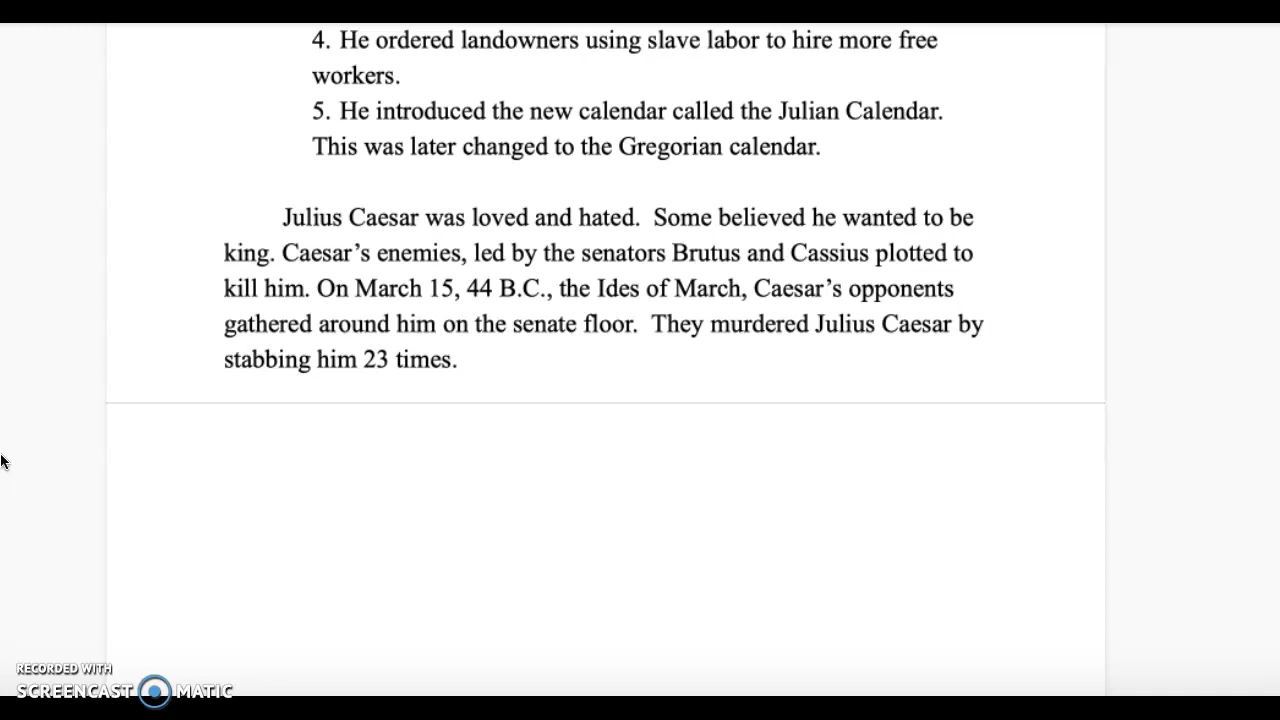 4. He ordered landowners using slave labor to hire more free
workers.
5. He introduced the new calendar called the Julian Calendar.
This was later changed to the Gregorian calendar.
Julius Caesar was loved and hated.  Some believed he wanted to be
king. Caesar’s enemies, led by the senators Brutus and Cassius plotted to
kill him. On March 15, 44 B.C., the Ides of March, Caesar’s opponents
gathered around him on the senate floor.  They murdered Julius Caesar by
stabbing him 23 times.
RECORDED WITH
SCREENCAST MATIC